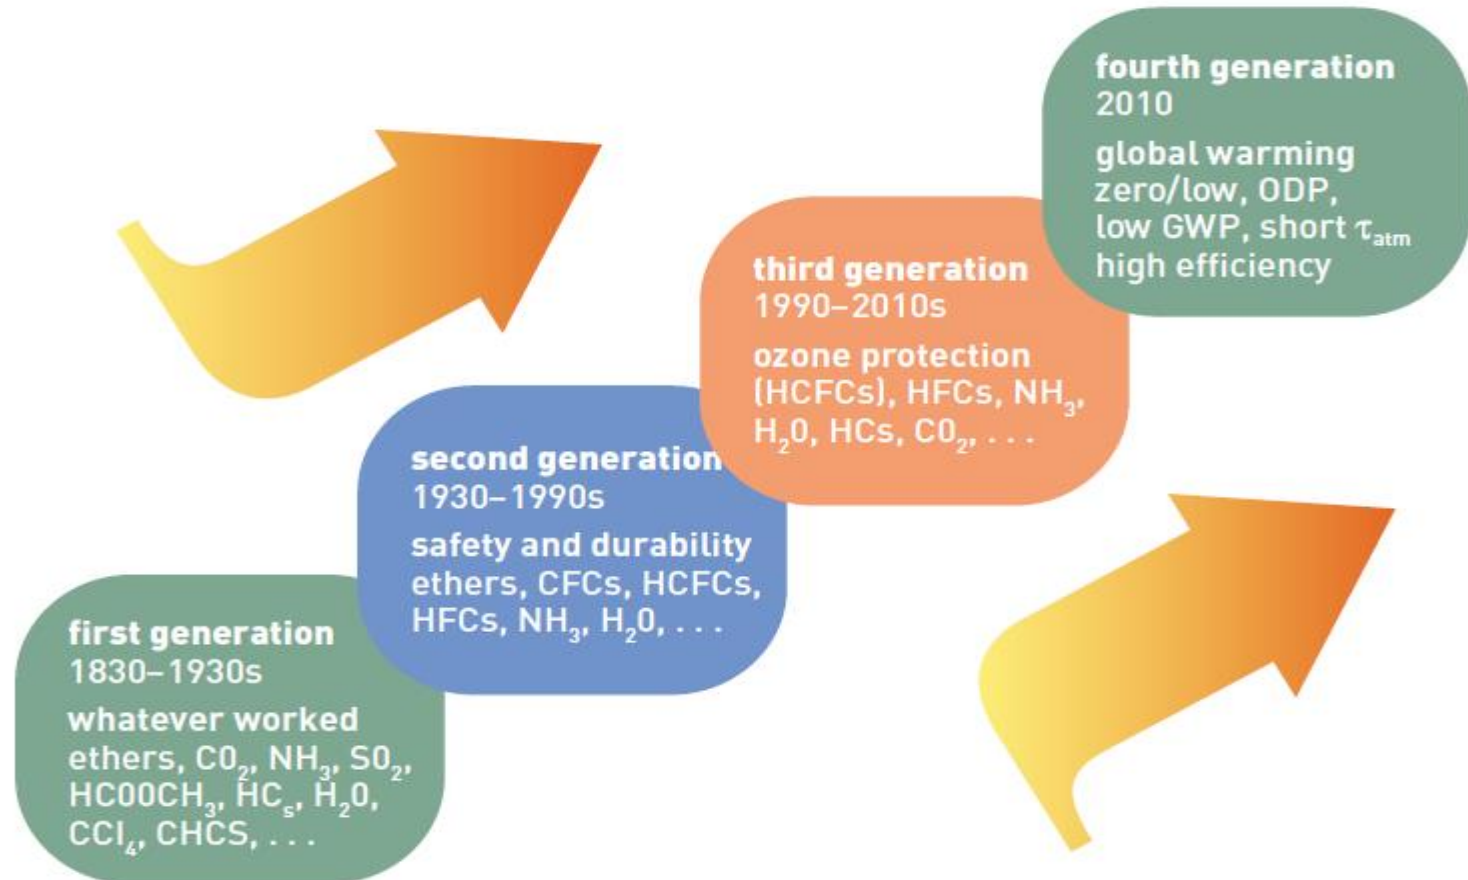 first generation
1830–1930s
whatever worked
ethers, C0₂, NH₃, S0₂,
HC00CH₃, HCₛ, H₂0,
CCl₄, CHCS, . . .
second generation
1930–1990s
safety and durability
ethers, CFCs, HCFCs,
HFCs, NH₃, H₂0, . . .
third generation
1990–2010s
ozone protection
(HCFCs), HFCs, NH₃,
H₂0, HCs, C0₂, . . .
fourth generation
2010
global warming
zero/low, ODP,
low GWP, short τₐₜₘ
high efficiency